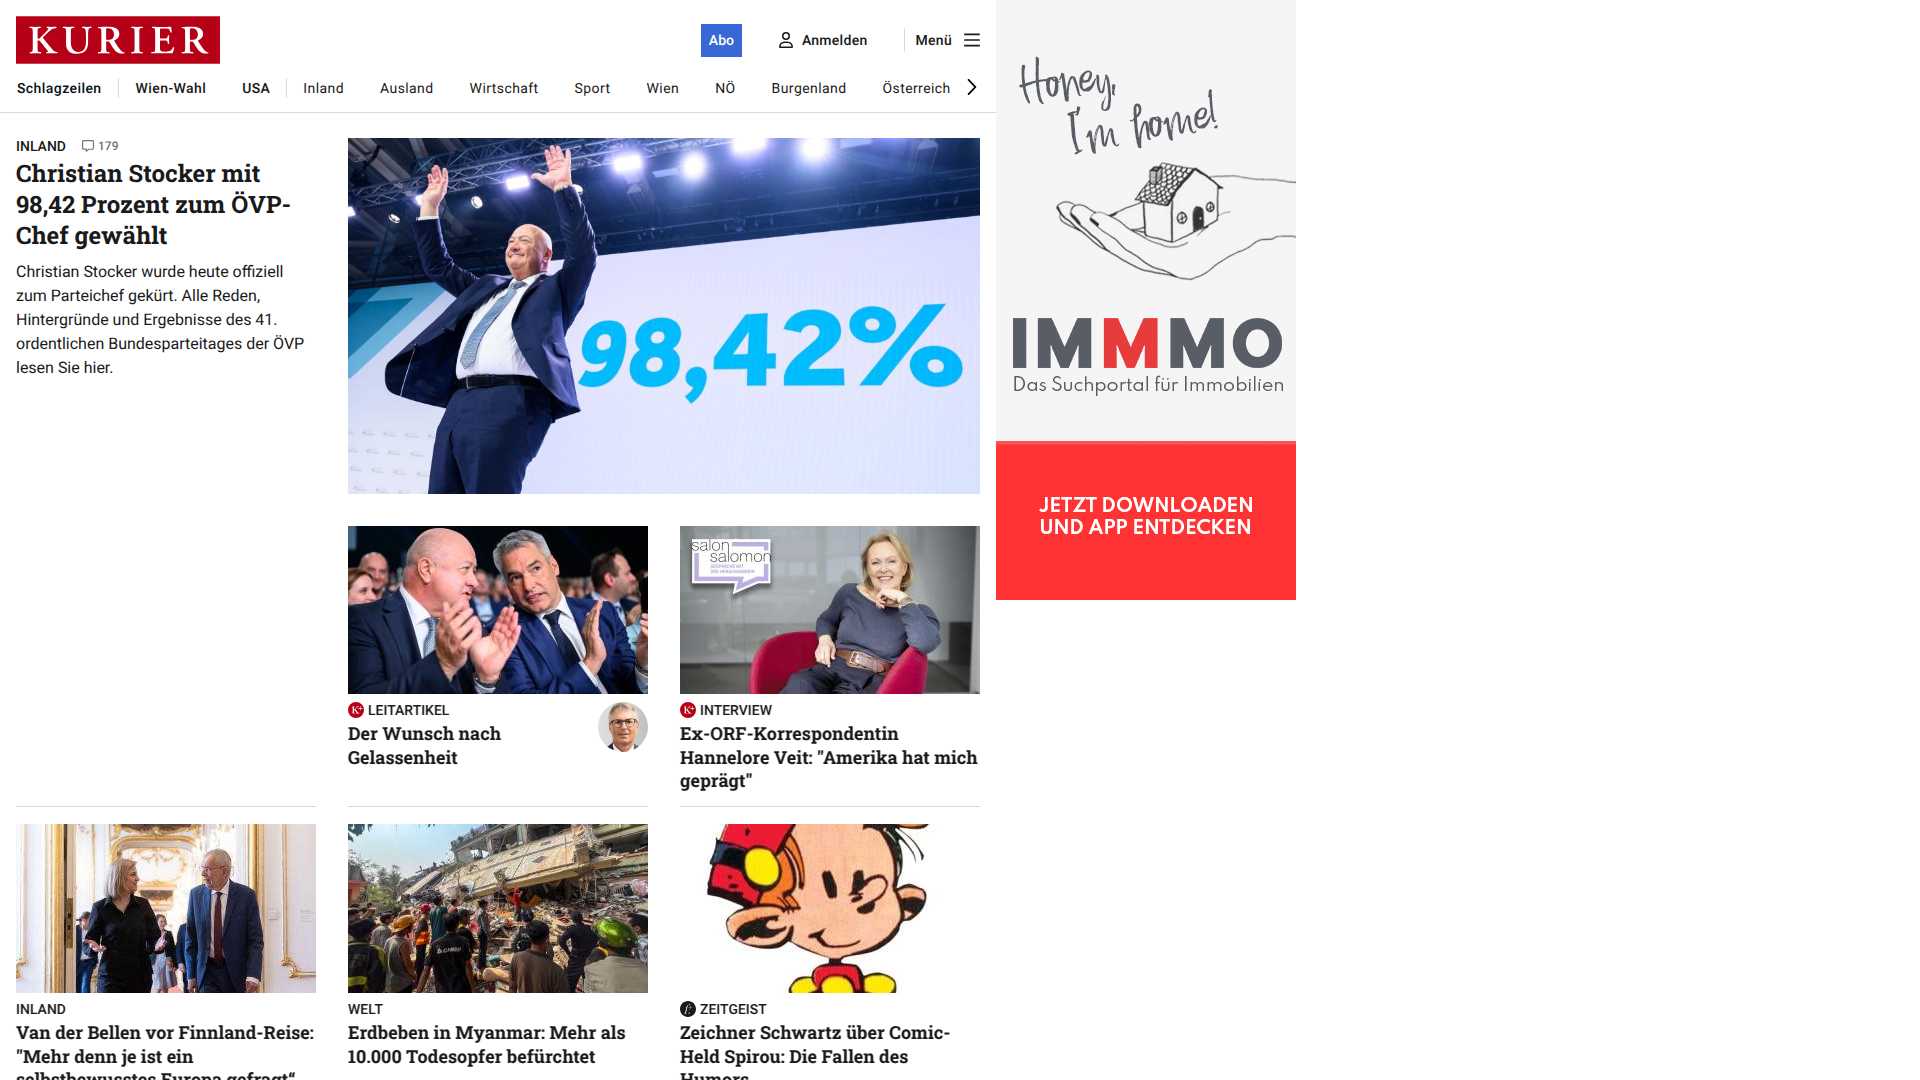 KURIER
Abo
Anmelden
Menü
Schlagzeilen
Wien-Wahl
USA
Inland
Ausland
Wirtschaft
Sport
Wien
NÖ
Burgenland
Österreich
INLAND
179
Christian Stocker mit
98,42 Prozent zum ÖVP-
Chef gewählt
Christian Stocker wurde heute offiziell
zum Parteichef gekürt. Alle Reden,
Hintergründe und Ergebnisse des 41.
ordentlichen Bundesparteitages der ÖVP
lesen Sie hier.
98,42%
K+ LEITARTIKEL
Der Wunsch nach
Gelassenheit
salon
salomon
K+ INTERVIEW
Ex-ORF-Korrespondentin
Hannelore Veit: "Amerika hat mich
geprägt"
INLAND
Van der Bellen vor Finnland-Reise:
"Mehr denn je ist ein
selbstbewusstes Europa gefragt“
WELT
Erdbeben in Myanmar: Mehr als
10.000 Todesopfer befürchtet
f ZEITGEIST
Zeichner Schwartz über Comic-
Held Spirou: Die Fallen des
Humors
Honey,
I'm home!
IMMMO
Das Suchportal für Immobilien
JETZT DOWNLOADEN
UND APP ENTDECKEN